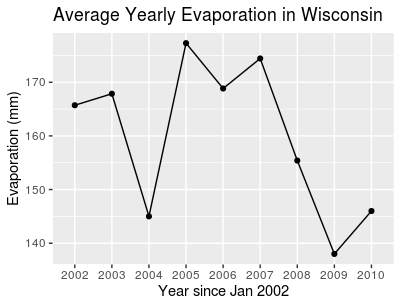 Average Yearly Evaporation in Wisconsin
Evaporation (mm)
170
160
150
140
2002 2003 2004 2005 2006 2007 2008 2009 2010
Year since Jan 2002